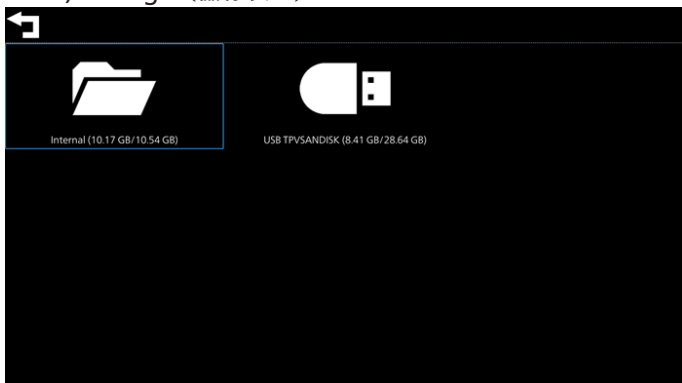 Internal (10.17 GB/10.54 GB)
USB TPVSANDISK (8.41 GB/28.64 GB)